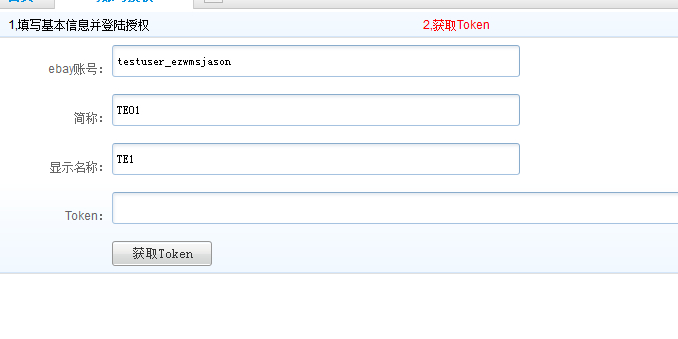 1,填写基本信息并登陆授权
2,获取Token
ebay账号：
testuser_ezwmsjason
简称：
TE01
显示名称：
TE1
Token：
获取Token